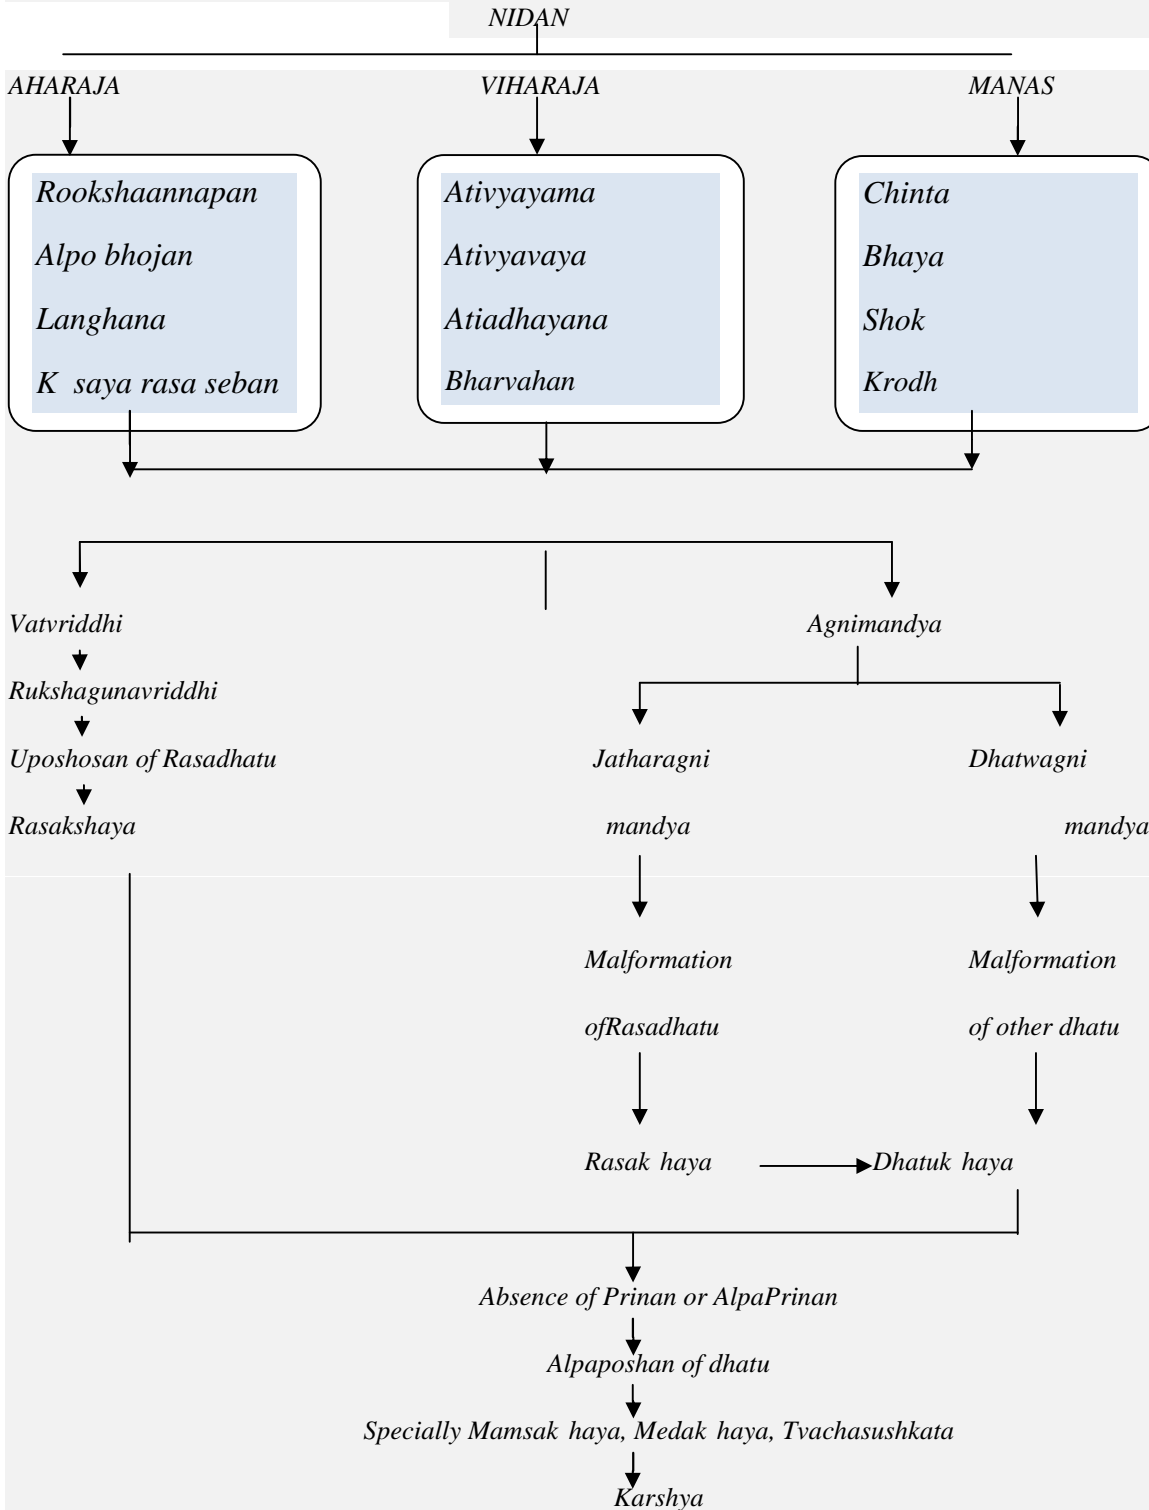 NIDAN
AHARAJA VIHARAJA MANAS
Rookshaannapan
Alpo bhojan
Langhana
K saya rasa seban
Ativyayama
Ativyavaya
Atiadhayana
Bharvahan
Chinta
Bhaya
Shok
Krodh
Vatvriddhi Agnimandya
Rukshagunavriddhi
Uposhosan of Rasadhatu Jatharagni Dhatwagni
Rasakshaya mandya mandya
Malformation Malformation
ofRasadhatu of other dhatu
Rasak haya Dhatuk haya
Absence of Prinan or AlpaPrinan
Alpaposhan of dhatu
Specially Mamsak haya, Medak haya, Tvachasushkata
Karshya